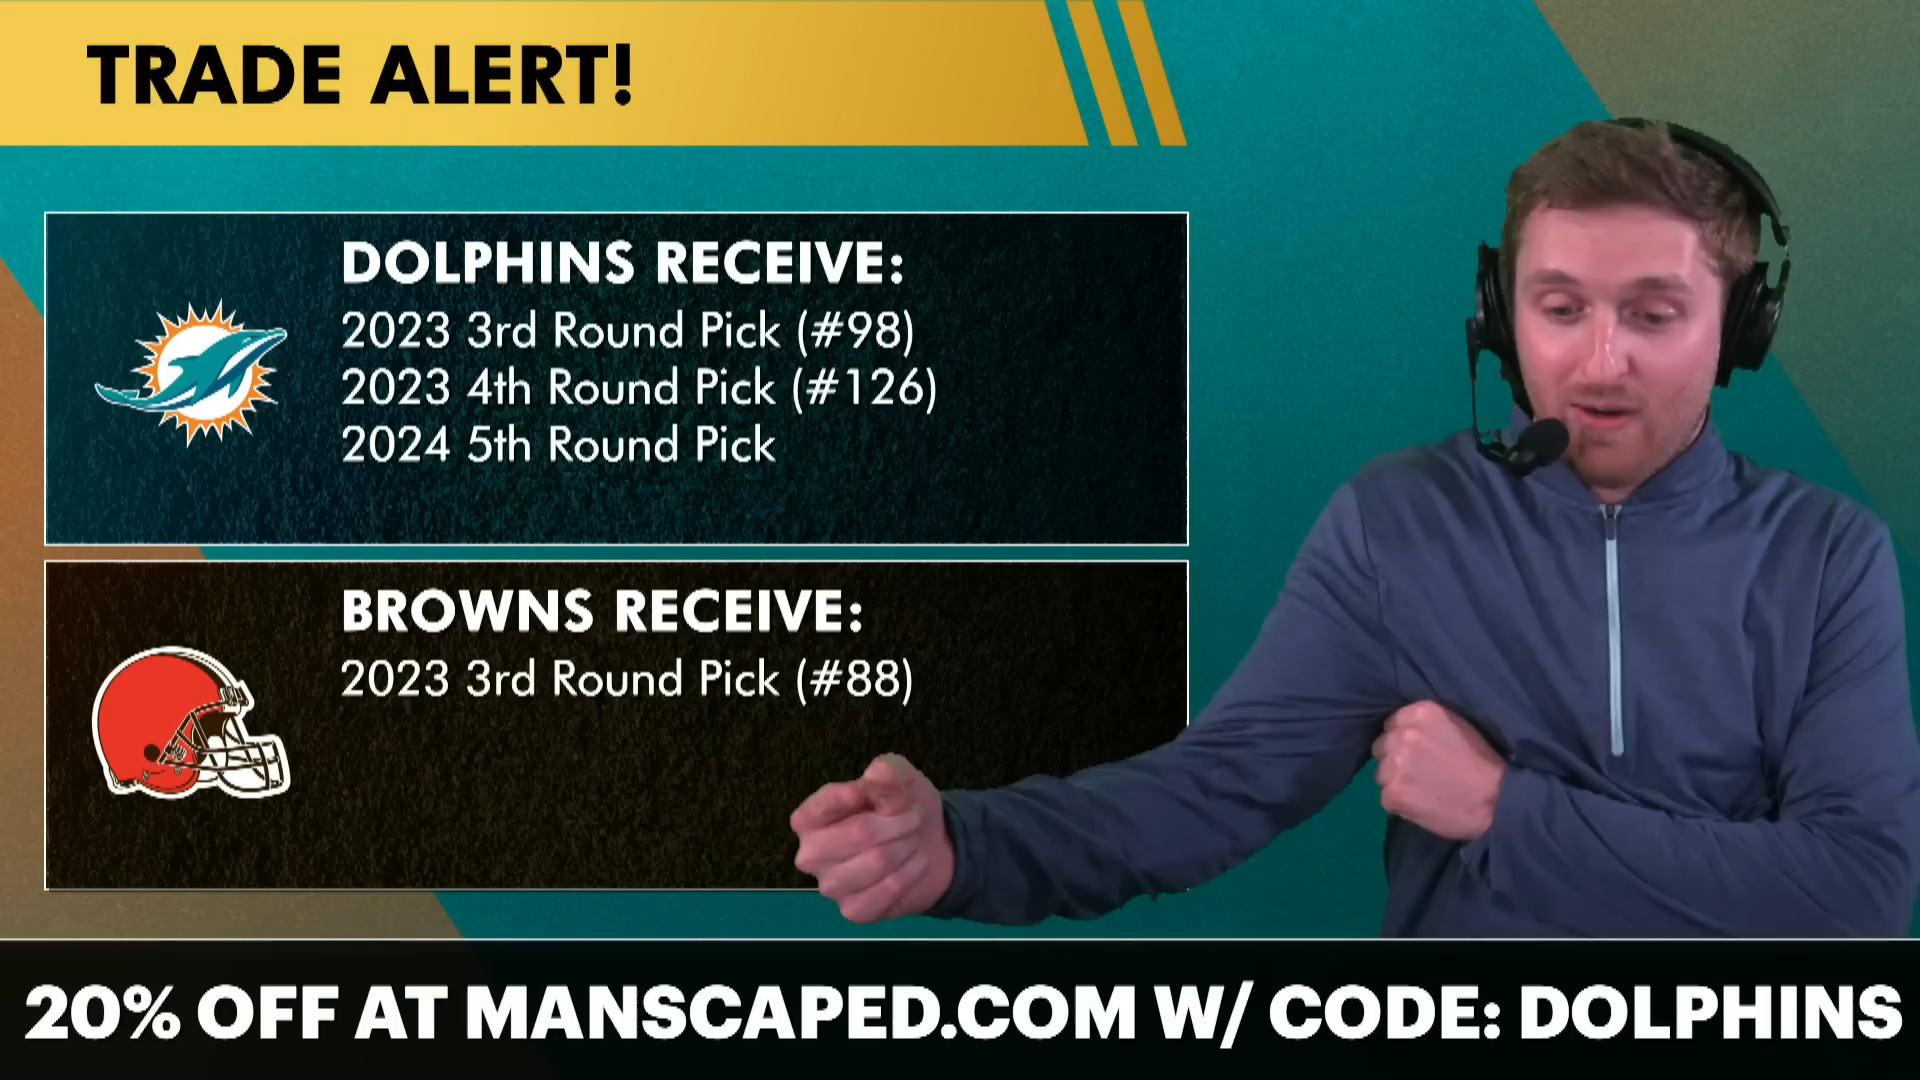 TRADE ALERT!
DOLPHINS RECEIVE:
2023 3rd Round Pick (#98)
2023 4th Round Pick (#126)
2024 5th Round Pick
BROWNS RECEIVE:
2023 3rd Round Pick (#88)
20% OFF AT MANSCAPED.COM W/ CODE: DOLPHINS